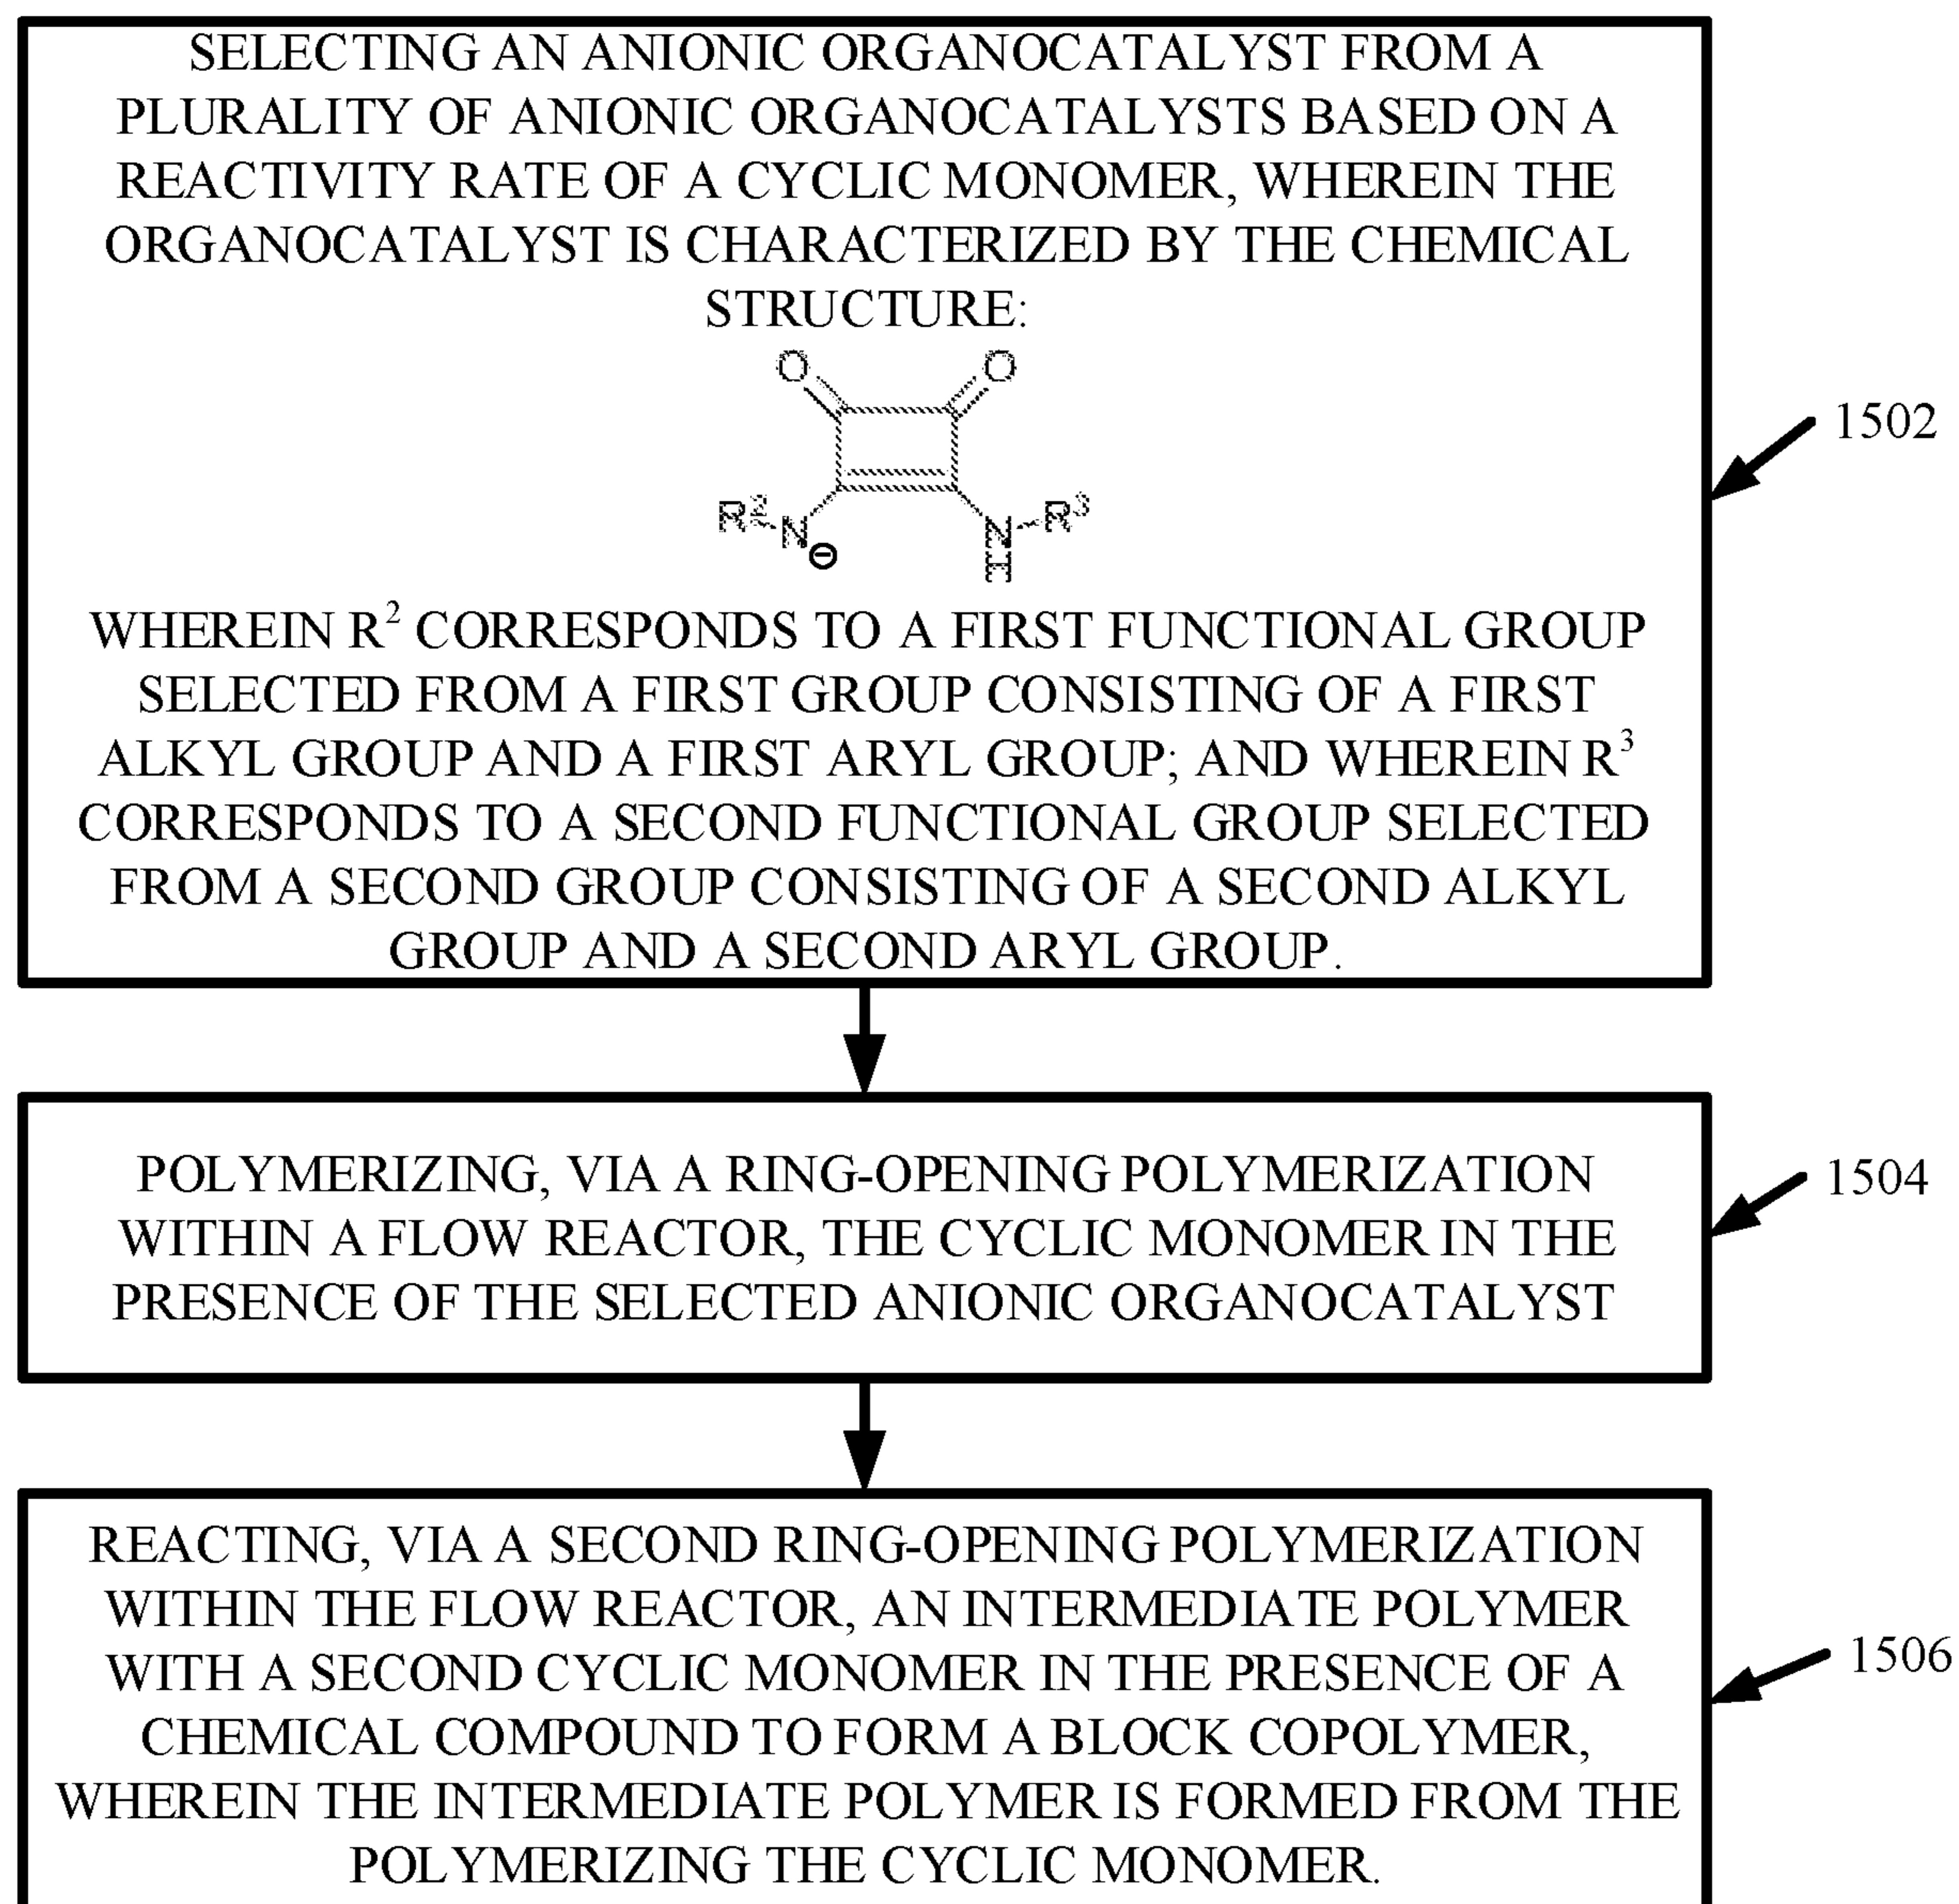 SELECTING AN ANIONIC ORGANOCATALYST FROM A
PLURALITY OF ANIONIC ORGANOCATALYSTS BASED ON A
REACTIVITY RATE OF A CYCLIC MONOMER, WHEREIN THE
ORGANOCATALYST IS CHARACTERIZED BY THE CHEMICAL
STRUCTURE:
O O
R² N ⊖ N H R³
1502
WHEREIN R² CORRESPONDS TO A FIRST FUNCTIONAL GROUP
SELECTED FROM A FIRST GROUP CONSISTING OF A FIRST
ALKYL GROUP AND A FIRST ARYL GROUP; AND WHEREIN R³
CORRESPONDS TO A SECOND FUNCTIONAL GROUP SELECTED
FROM A SECOND GROUP CONSISTING OF A SECOND ALKYL
GROUP AND A SECOND ARYL GROUP.
POLYMERIZING, VIA A RING-OPENING POLYMERIZATION
WITHIN A FLOW REACTOR, THE CYCLIC MONOMER IN THE
PRESENCE OF THE SELECTED ANIONIC ORGANOCATALYST
1504
REACTING, VIA A SECOND RING-OPENING POLYMERIZATION
WITHIN THE FLOW REACTOR, AN INTERMEDIATE POLYMER
WITH A SECOND CYCLIC MONOMER IN THE PRESENCE OF A
CHEMICAL COMPOUND TO FORM A BLOCK COPOLYMER,
WHEREIN THE INTERMEDIATE POLYMER IS FORMED FROM THE
POLYMERIZING THE CYCLIC MONOMER.
1506